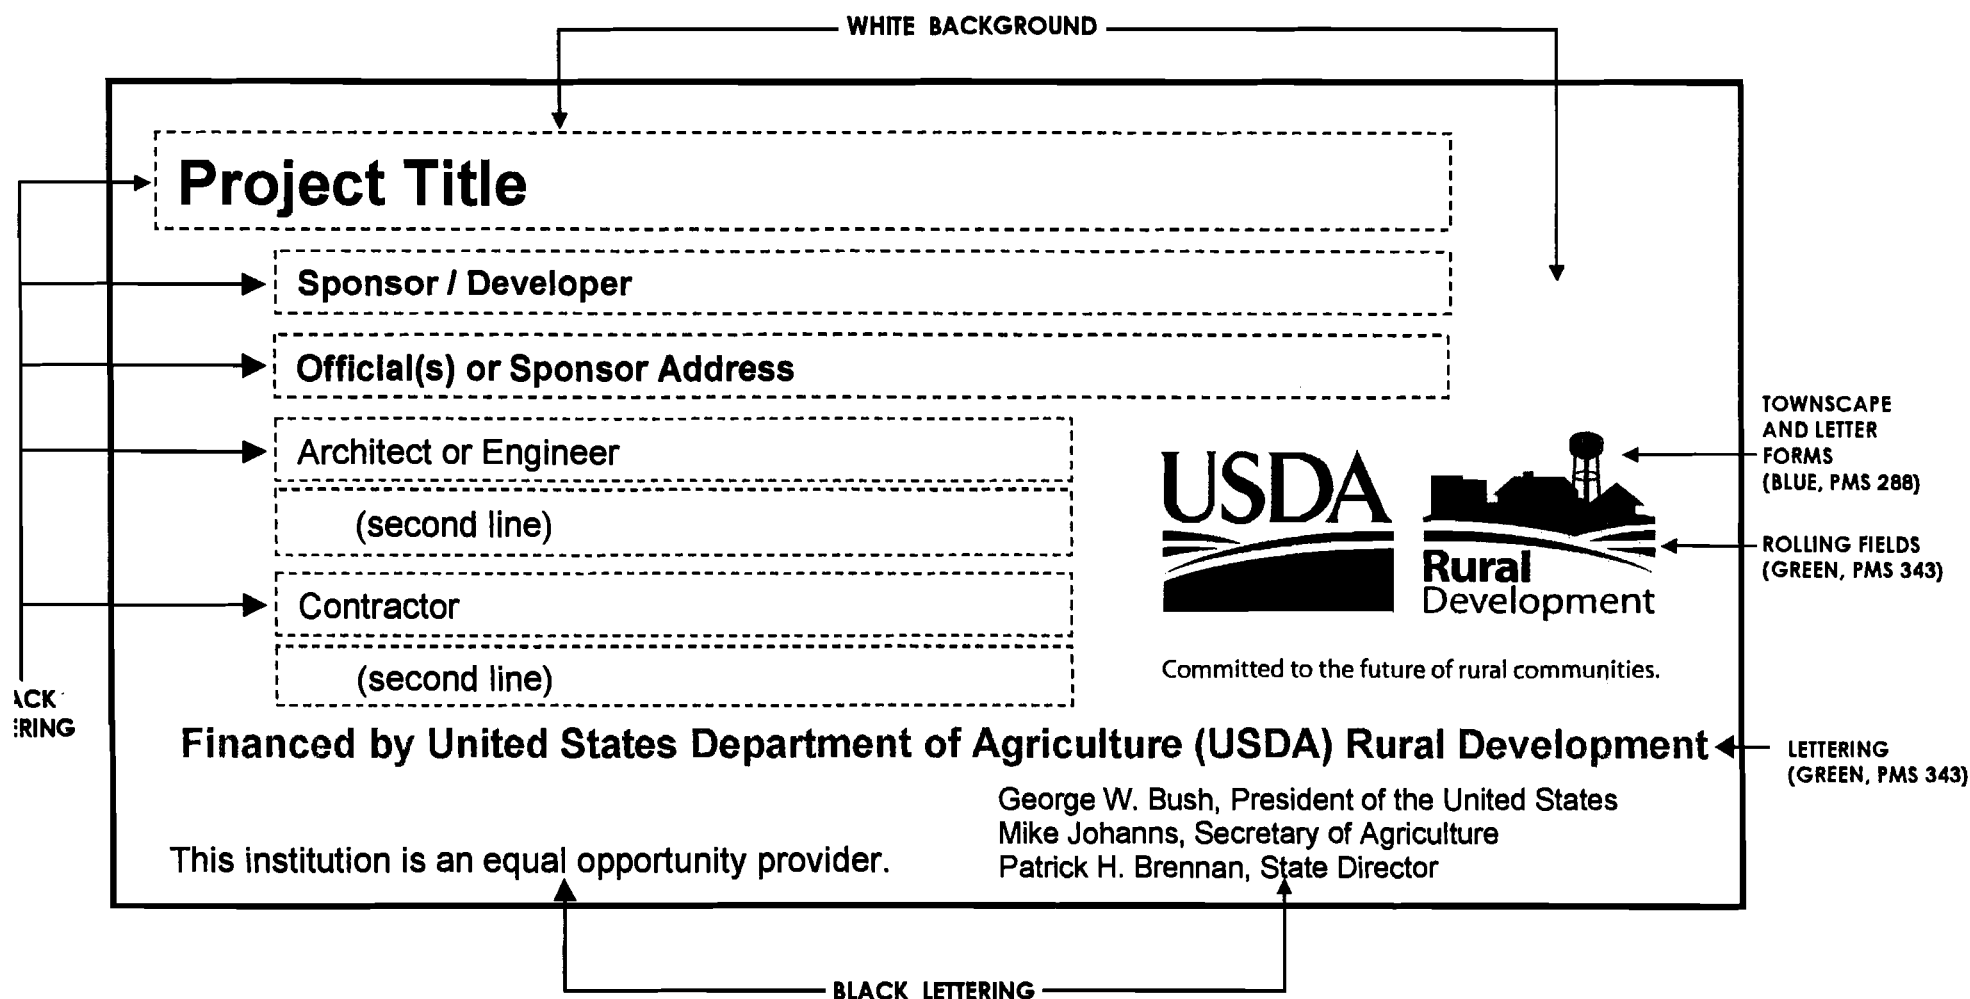 WHITE BACKGROUND
Project Title
Sponsor / Developer
Official(s) or Sponsor Address
Architect or Engineer
(second line)
Contractor
(second line)
USDA
Rural
Development
Committed to the future of rural communities.
TOWNSCAPE
AND LETTER
FORMS
(BLUE, PMS 288)
ROLLING FIELDS
(GREEN, PMS 343)
ACK
ERING
Financed by United States Department of Agriculture (USDA) Rural Development
LETTERING
(GREEN, PMS 343)
George W. Bush, President of the United States
Mike Johanns, Secretary of Agriculture
Patrick H. Brennan, State Director
This institution is an equal opportunity provider.
BLACK LETTERING